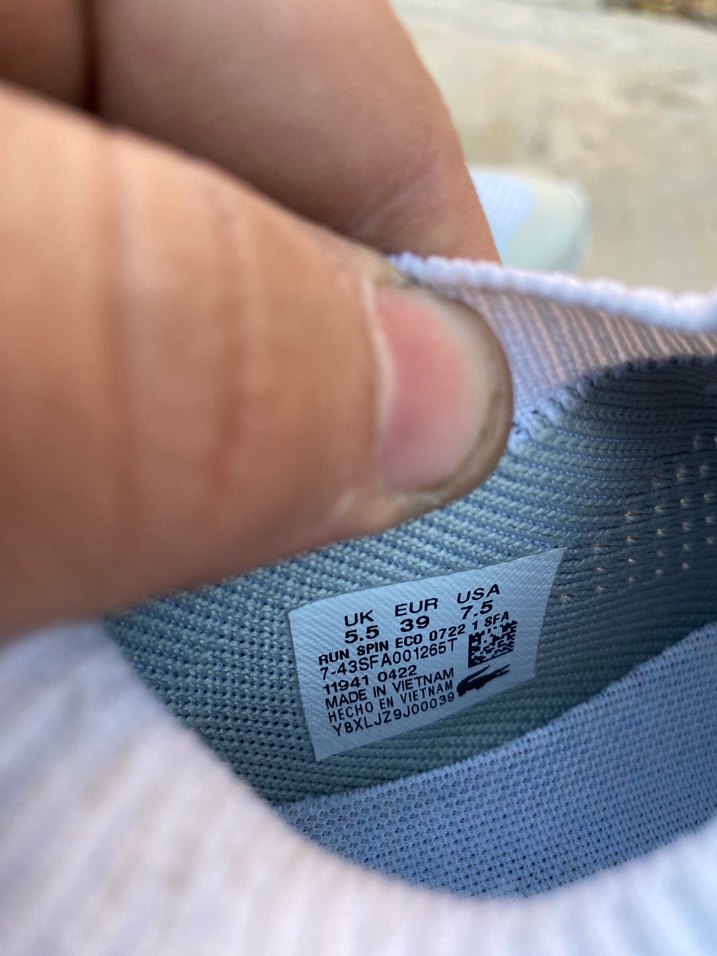 UK EUR USA
5.5 39 7.5
RUN SPIN ECO 0722 1 SFA
7-43SFA001265T
11941 0422
MADE IN VIETNAM
HECHO EN VIETNAM
YBXLJZ9J00039